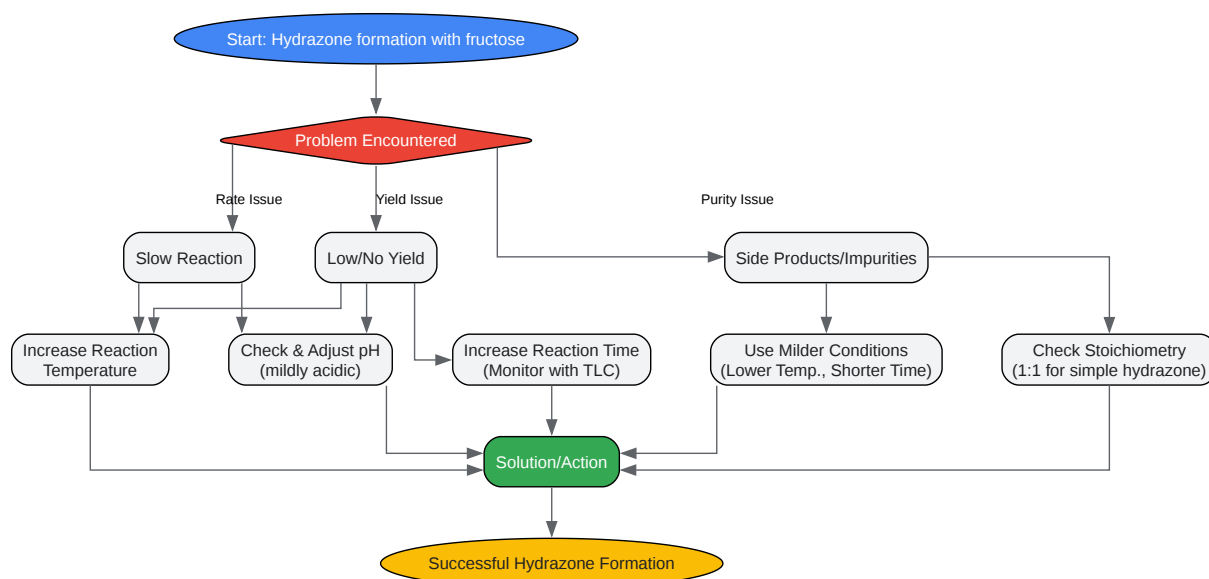 Start: Hydrazone formation with fructose
Problem Encountered
Rate Issue
Yield Issue
Purity Issue
Slow Reaction
Low/No Yield
Side Products/Impurities
Increase Reaction
Temperature
Check & Adjust pH
(mildly acidic)
Increase Reaction Time
(Monitor with TLC)
Use Milder Conditions
(Lower Temp., Shorter Time)
Check Stoichiometry
(1:1 for simple hydrazone)
Solution/Action
Successful Hydrazone Formation